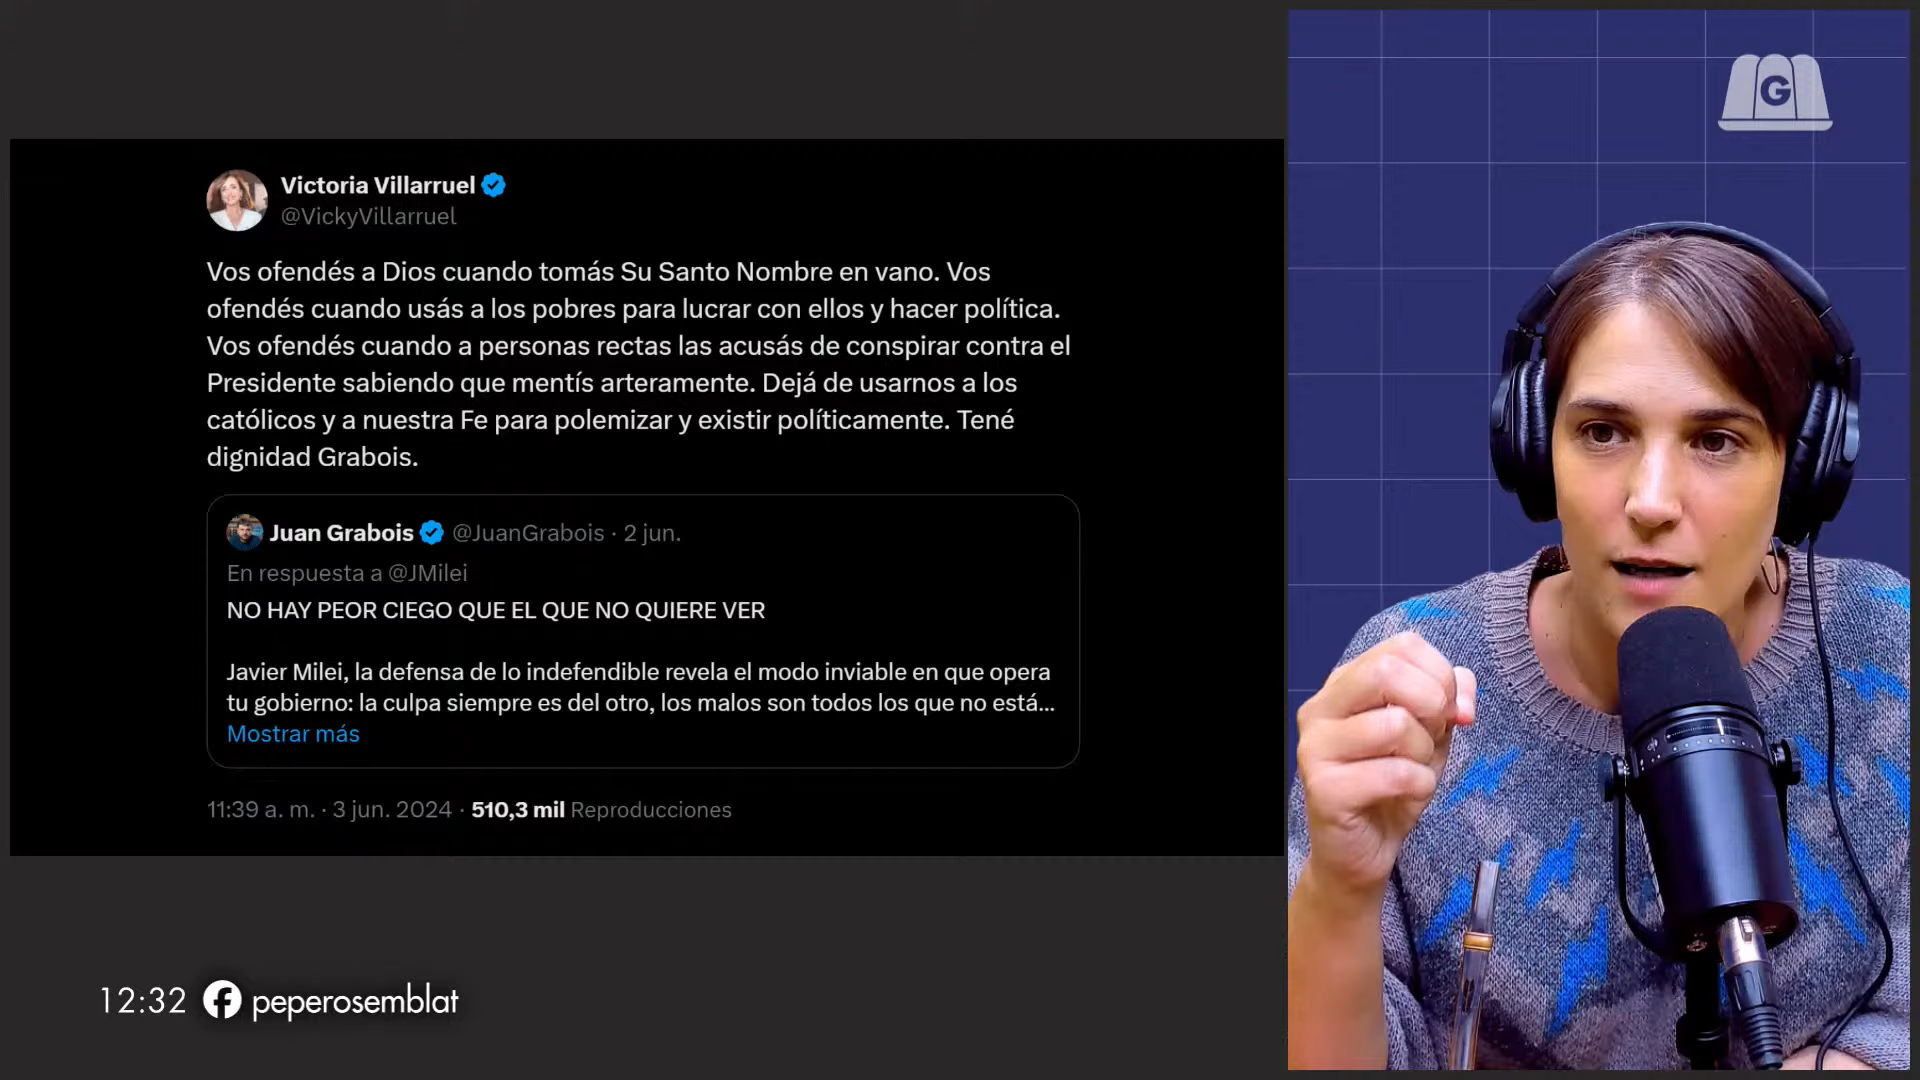 Victoria Villarruel
@VickyVillarruel
Vos ofendés a Dios cuando tomás Su Santo Nombre en vano. Vos
ofendés cuando usás a los pobres para lucrar con ellos y hacer política.
Vos ofendés cuando a personas rectas las acusás de conspirar contra el
Presidente sabiendo que mentís arteramente. Dejá de usarnos a los
católicos y a nuestra Fe para polemizar y existir políticamente. Tené
dignidad Grabois.
Juan Grabois @JuanGrabois · 2 jun.
En respuesta a @JMilei
NO HAY PEOR CIEGO QUE EL QUE NO QUIERE VER
Javier Milei, la defensa de lo indefendible revela el modo inviable en que opera
tu gobierno: la culpa siempre es del otro, los malos son todos los que no está...
Mostrar más
11:39 a. m. · 3 jun. 2024 · 510,3 mil Reproducciones
12:32 peperosemblat
G